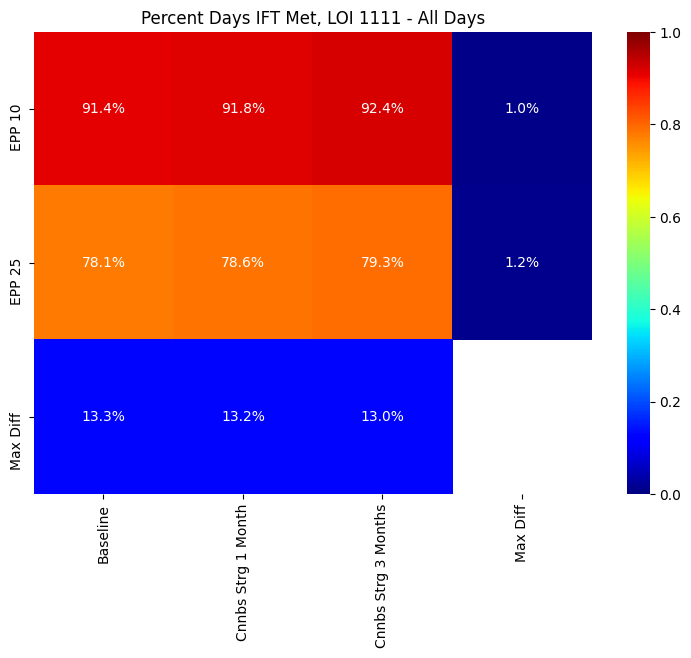 Percent Days IFT Met, LOI 1111 - All Days
EPP 10
91.4%
91.8%
92.4%
1.0%
EPP 25
78.1%
78.6%
79.3%
1.2%
Max Diff
13.3%
13.2%
13.0%
Baseline
Cnnbs Strg 1 Month
Cnnbs Strg 3 Months
Max Diff
1.0
0.8
0.6
0.4
0.2
0.0